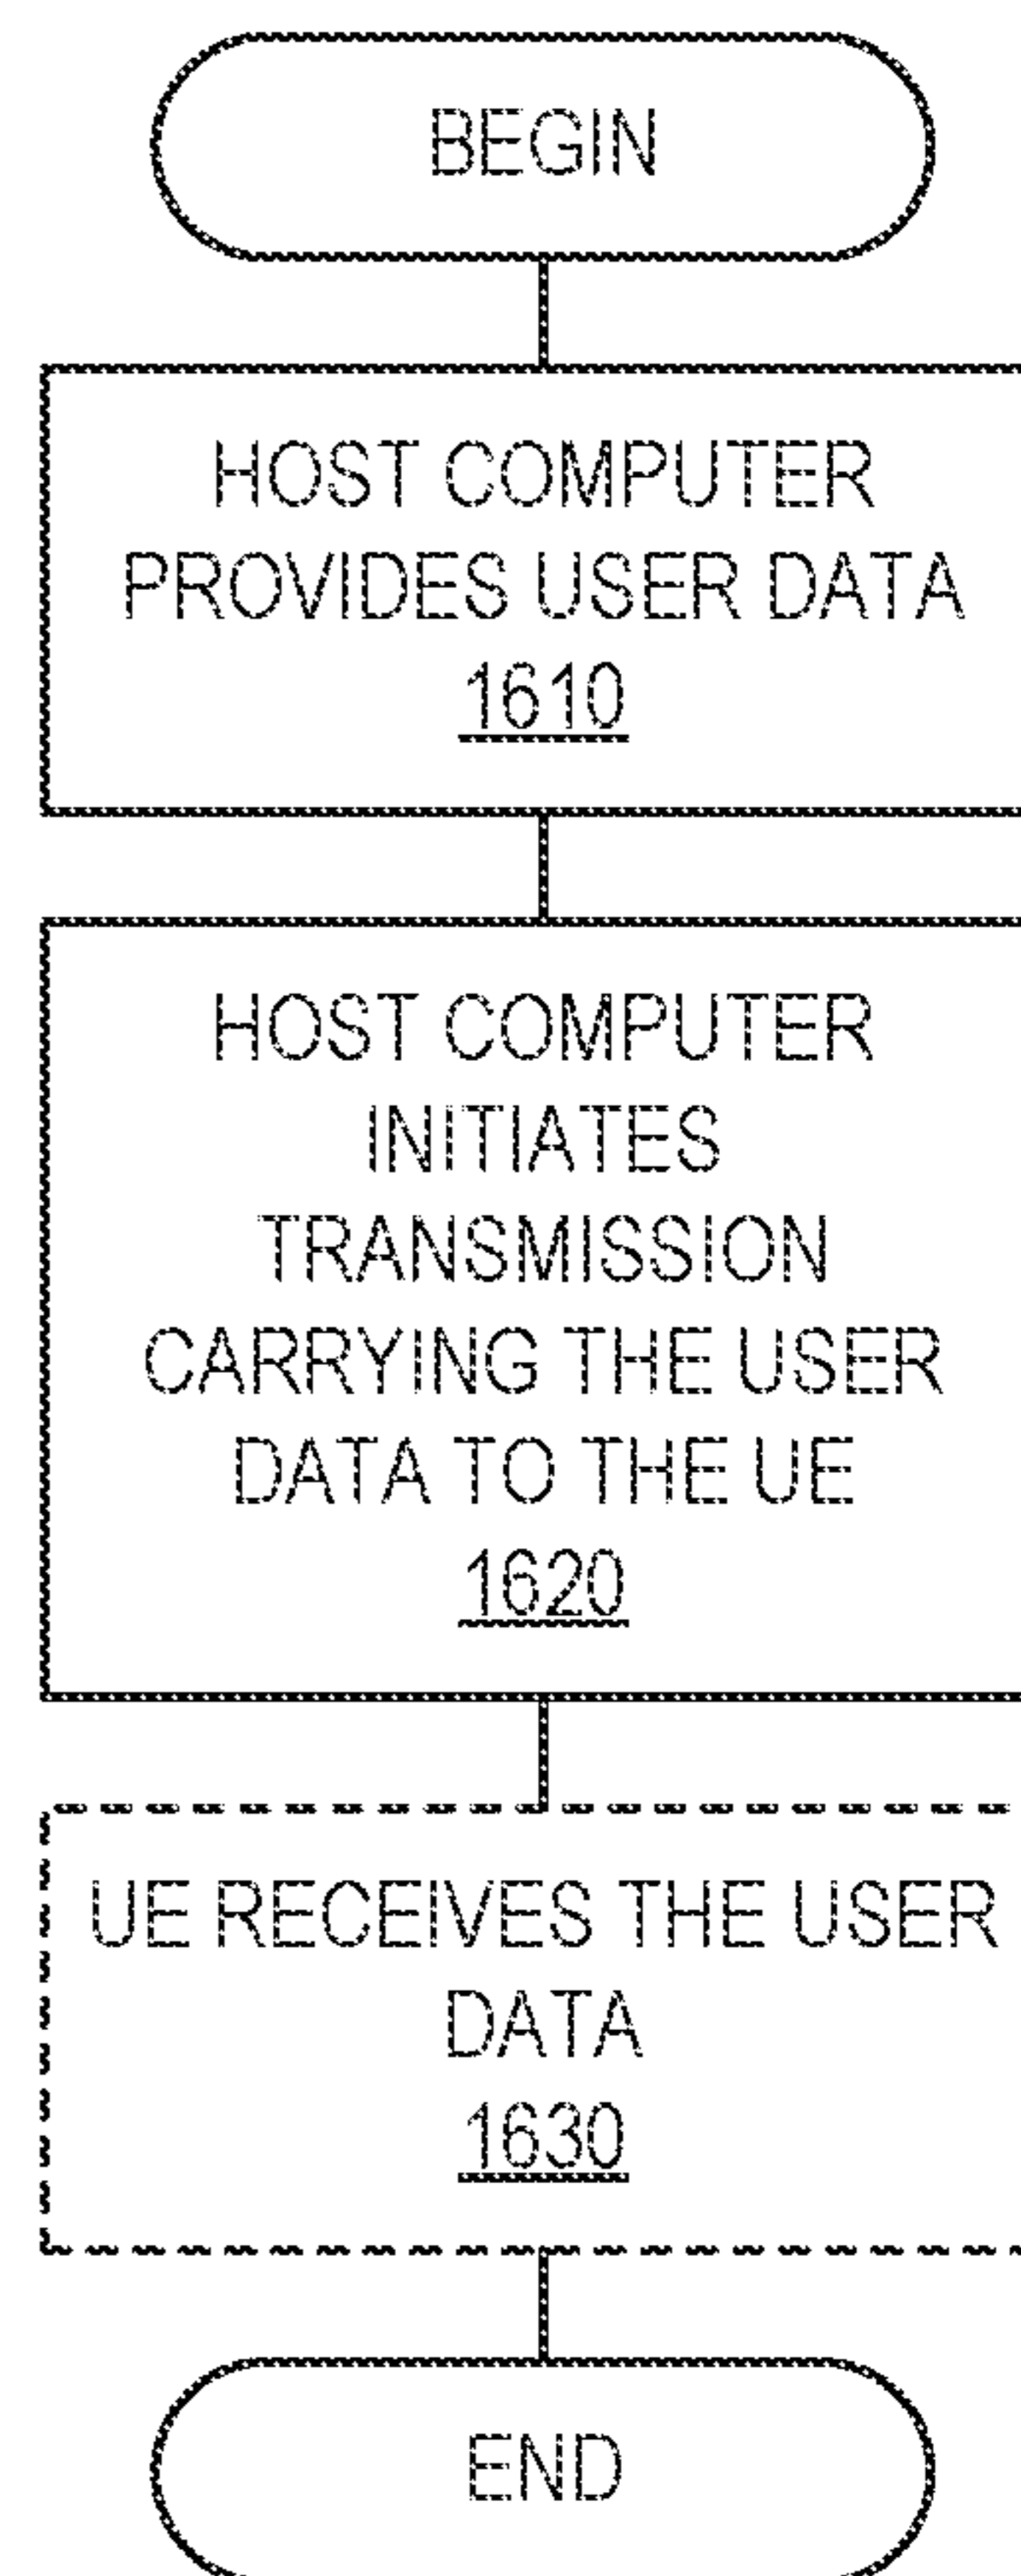 BEGIN
HOST COMPUTER
PROVIDES USER DATA
1610
HOST COMPUTER
INITIATES
TRANSMISSION
CARRYING THE USER
DATA TO THE UE
1620
UE RECEIVES THE USER
DATA
1630
END